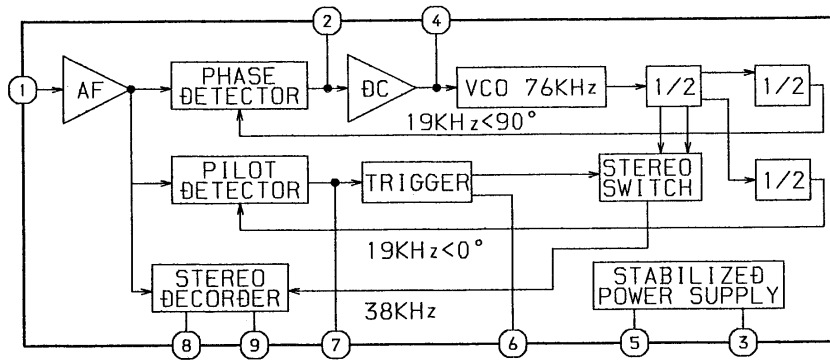 2
4
1
AF
PHASE
DETECTOR
DC
VCO 76KHz
1/2
1/2
19KHz<90°
PILOT
DETECTOR
TRIGGER
STEREO
SWITCH
1/2
19KHz<0°
STEREO
DECORDER
38KHz
STABILIZED
POWER SUPPLY
8
9
7
6
5
3